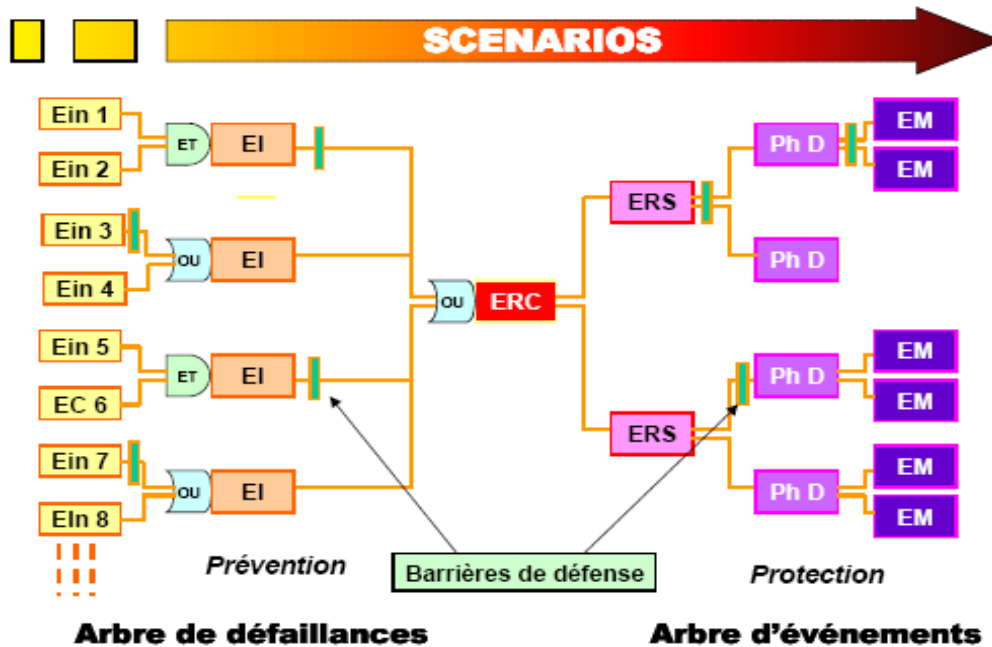 SCENARIOS
Ein 1
ET
EI
Ein 2
Ein 3
OU
EI
Ein 4
Ein 5
ET
EI
EC 6
Ein 7
OU
EI
EIn 8
OU
ERC
ERS
ERS
Ph D
Ph D
Ph D
Ph D
EM
EM
EM
EM
EM
EM
Prévention
Barrières de défense
Protection
Arbre de défaillances
Arbre d'événements